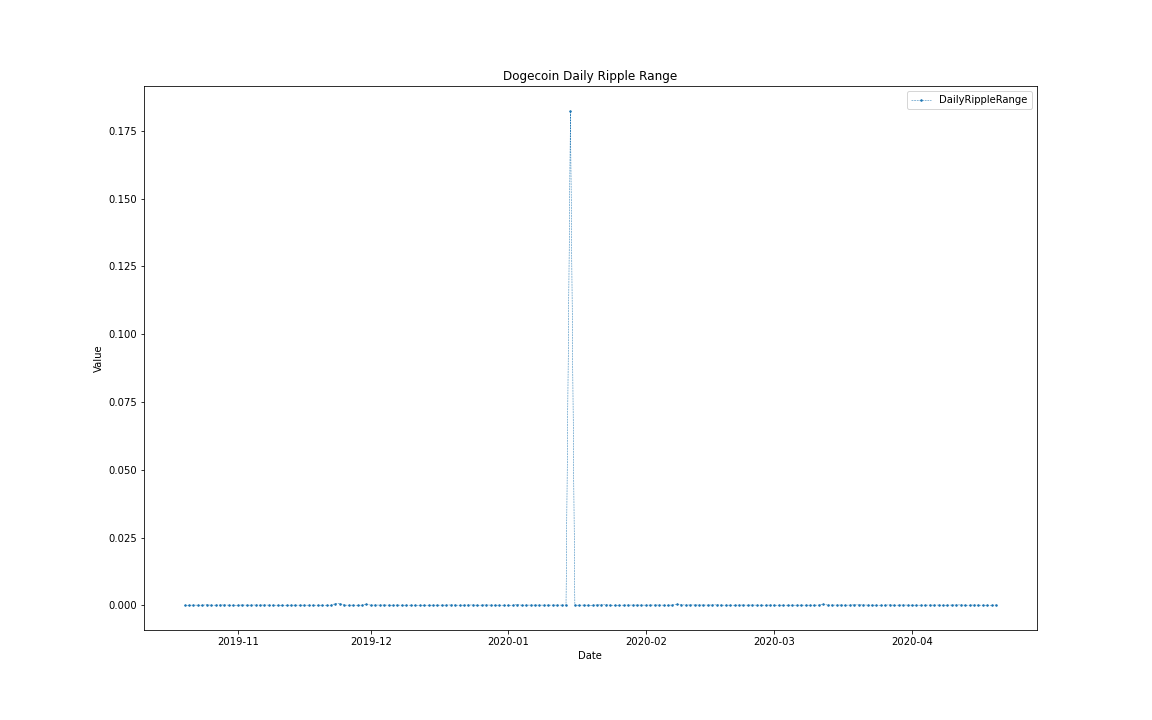 Dogecoin Daily Ripple Range
DailyRippleRange
0.175
0.150
0.125
0.100
0.075
0.050
0.025
0.000
Value
2019-11 2019-12 2020-01 2020-02 2020-03 2020-04
Date